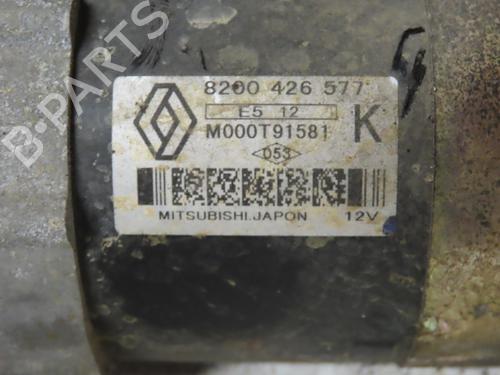 8200 426 577
E5 12
M000T91581 K
053
MITSUBISHI.JAPON 12V
B-PARTS